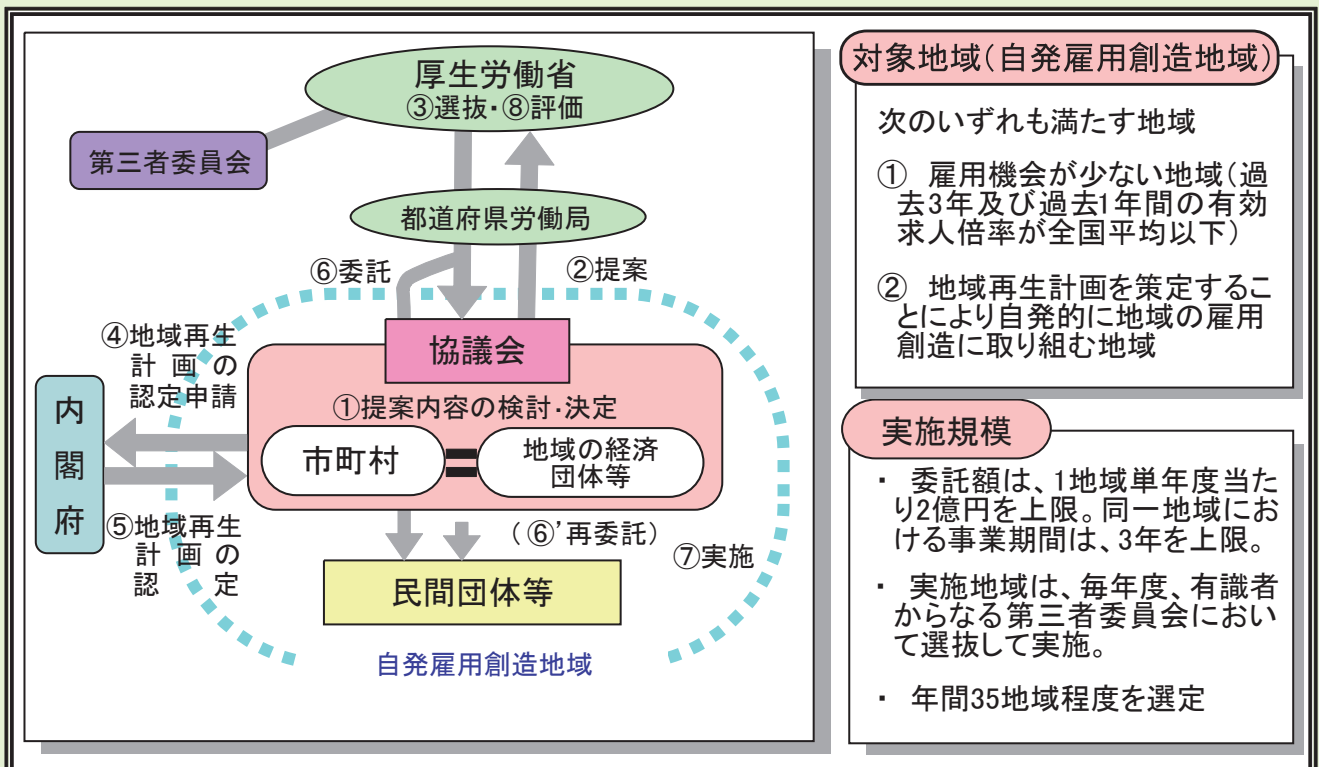 厚生労働省
③選抜・⑧評価
第三者委員会
都道府県労働局
⑥委託
②提案
協議会
①提案内容の検討・決定
市町村
地域の経済
団体等
④地域再生
計画の
認定申請
内
閣
府
⑤地域再生
計画の
認定
(⑥'再委託)
⑦実施
民間団体等
自発雇用創造地域
対象地域(自発雇用創造地域)
次のいずれも満たす地域
① 雇用機会が少ない地域(過
去3年及び過去1年間の有効
求人倍率が全国平均以下)
② 地域再生計画を策定するこ
とにより自発的に地域の雇用
創造に取り組む地域
実施規模
・ 委託額は、1地域単年度当た
り2億円を上限。同一地域にお
ける事業期間は、3年を上限。
・ 実施地域は、毎年度、有識者
からなる第三者委員会におい
て選抜して実施。
・ 年間35地域程度を選定